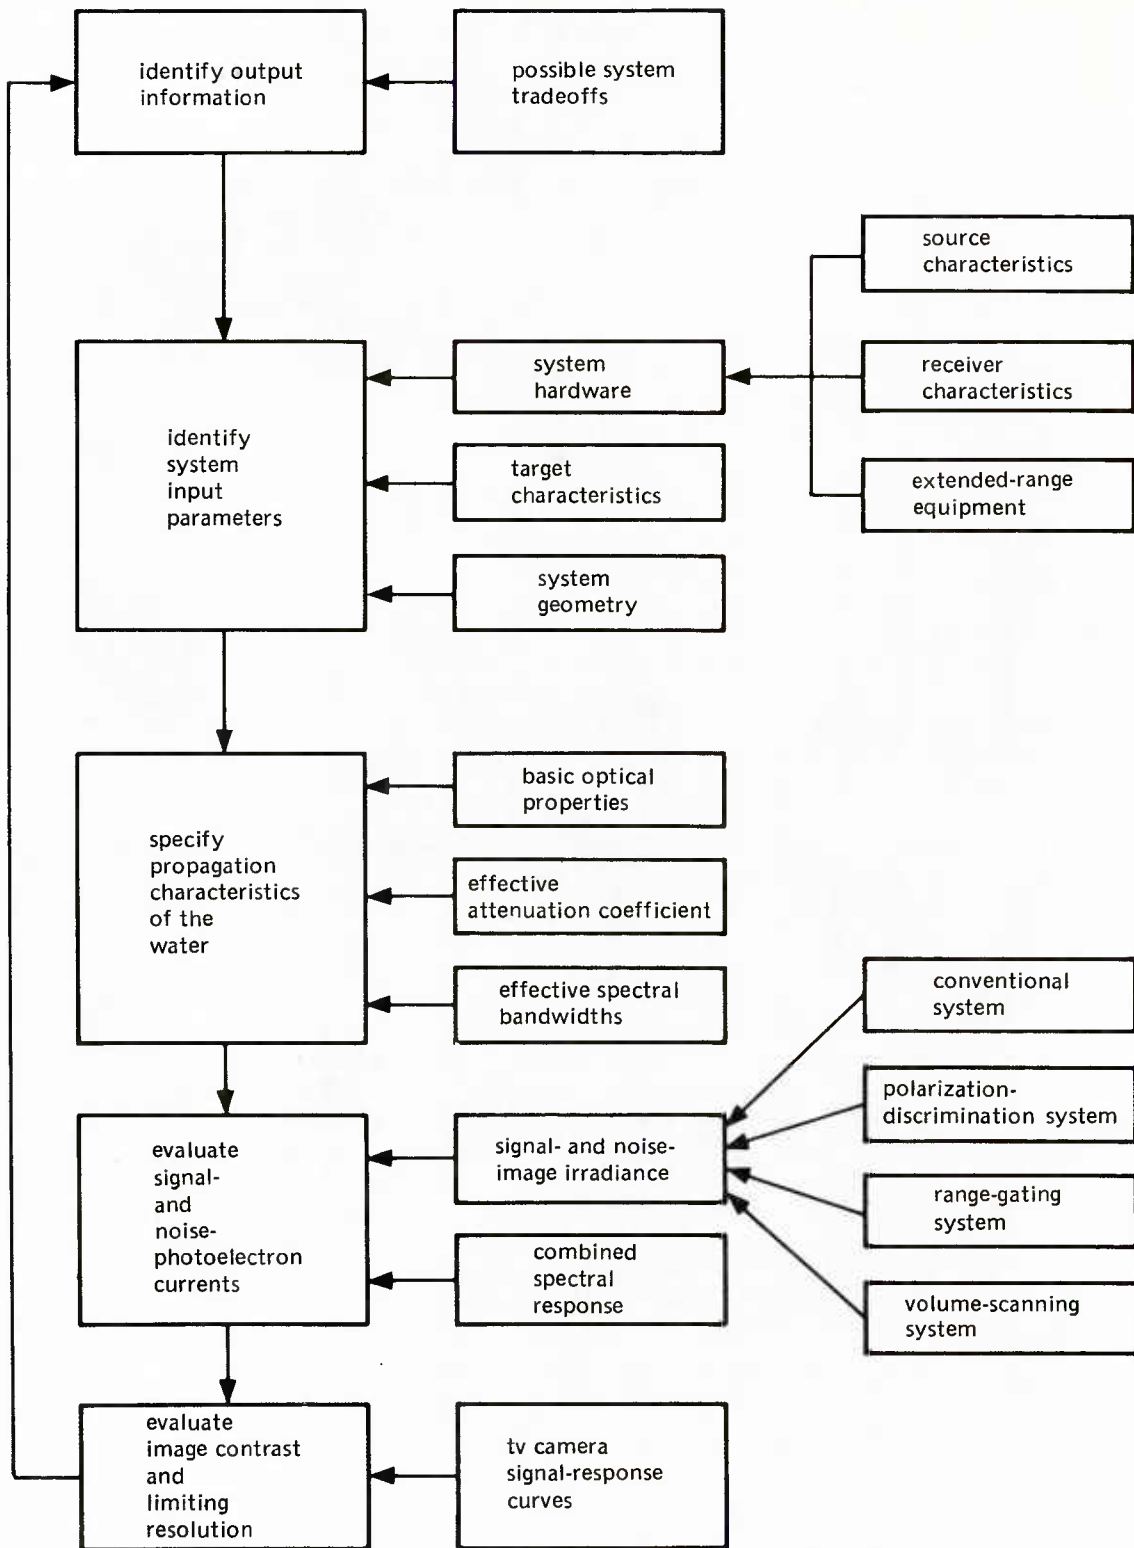 identify output
information
possible system
tradeoffs
source
characteristics
system
hardware
receiver
characteristics
identify
system
input
parameters
target
characteristics
extended-range
equipment
system
geometry
basic optical
properties
specify
propagation
characteristics
of the
water
effective
attenuation coefficient
effective spectral
bandwidths
conventional
system
polarization-
discrimination system
evaluate
signal-
and
noise-
photoelectron
currents
signal- and noise-
image irradiance
range-gating
system
combined
spectral
response
volume-scanning
system
evaluate
image contrast
and
limiting
resolution
tv camera
signal-response
curves